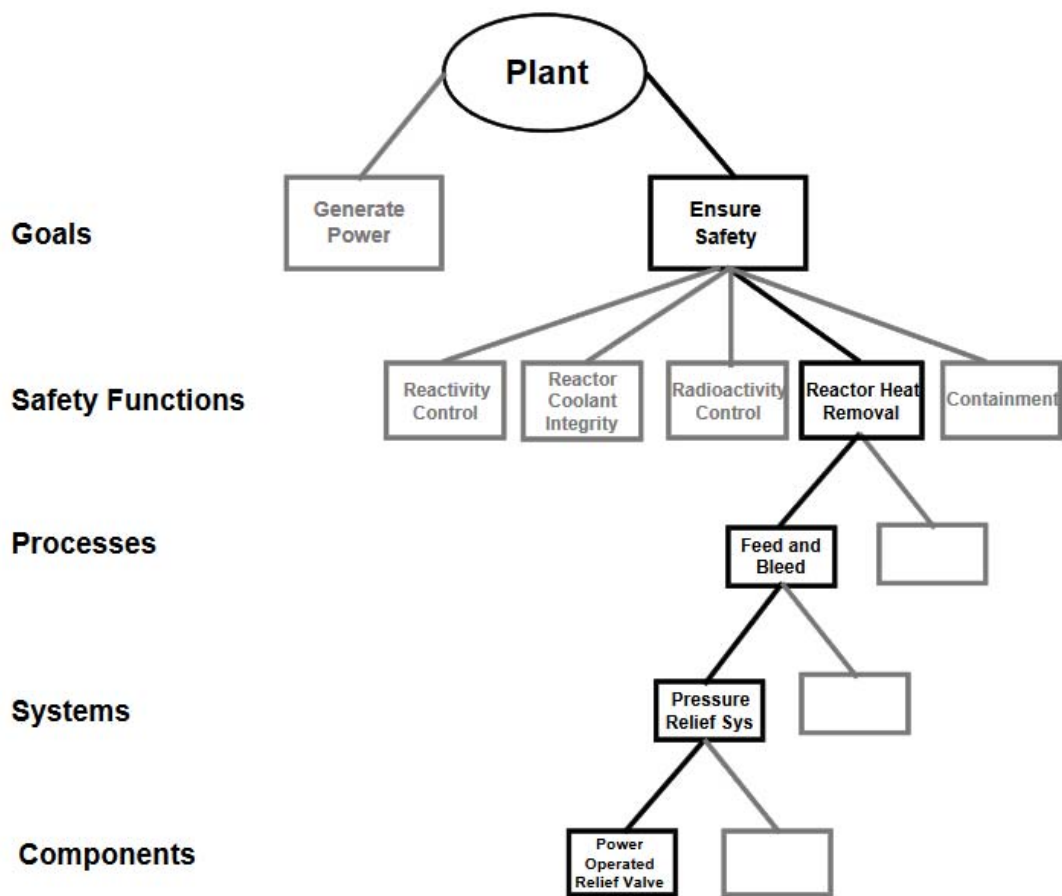 Plant
Goals
Generate
Power
Ensure
Safety
Safety Functions
Reactivity
Control
Reactor
Coolant
Integrity
Radioactivity
Control
Reactor Heat
Removal
Containment
Processes
Feed and
Bleed
Systems
Pressure
Relief Sys
Components
Power
Operated
Relief Valve